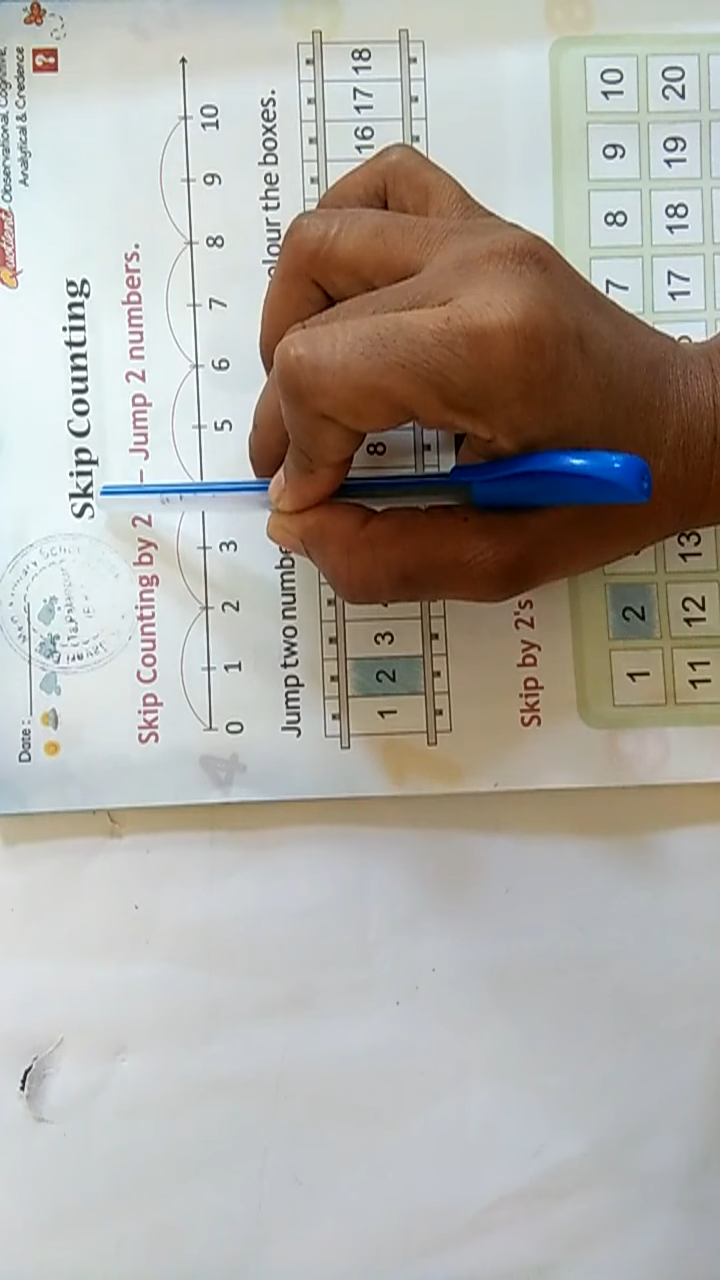 Observational, Cognitive,
Analytical & Credence
?
Date :
Skip Counting
Skip Counting by 2 – Jump 2 numbers.
0 1 2 3 5 6 7 8 9 10
Jump two numbe olour the boxes.
1 2 3 8 16 17 18
Skip by 2's
1 2 7 8 9 10
11 12 13 17 18 19 20